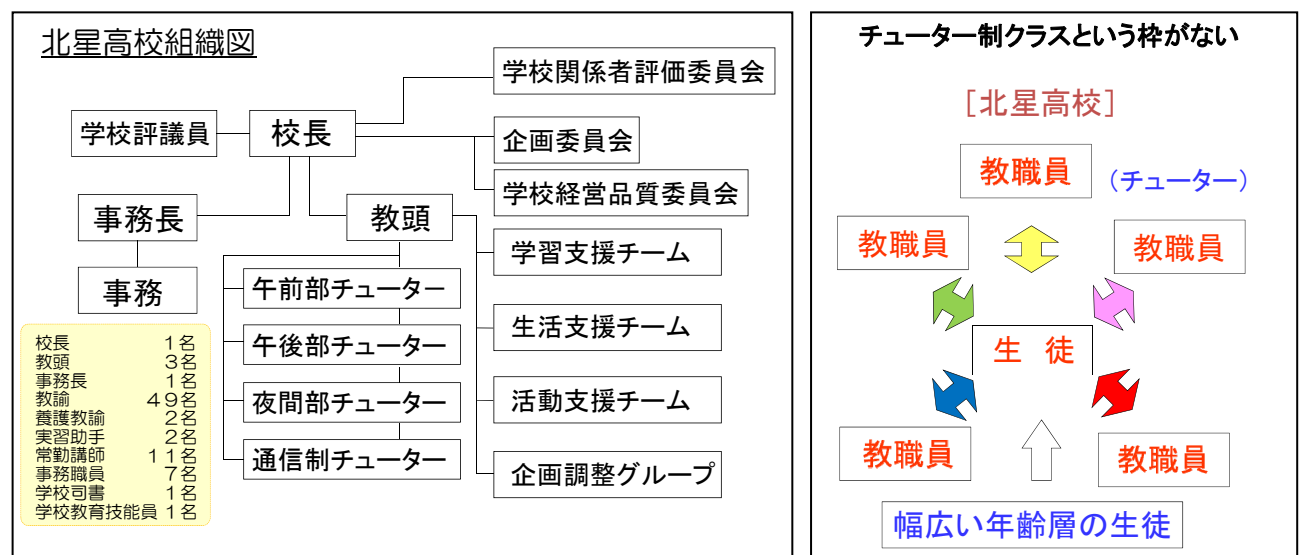 北星高校組織図
学校関係者評価委員会
学校評議員
校長
企画委員会
学校経営品質委員会
事務長
教頭
学習支援チーム
事務
午前部チューター
生活支援チーム
午後部チューター
夜間部チューター
活動支援チーム
通信制チューター
企画調整グループ
校長 1名
教頭 3名
事務長 1名
教諭 49名
養護教諭 2名
実習助手 2名
常勤講師 11名
事務職員 7名
学校司書 1名
学校教育技能員 1名
チューター制クラスという枠がない
[北星高校]
教職員 (チューター)
教職員 教職員
生 徒
教職員 教職員
幅広い年齢層の生徒